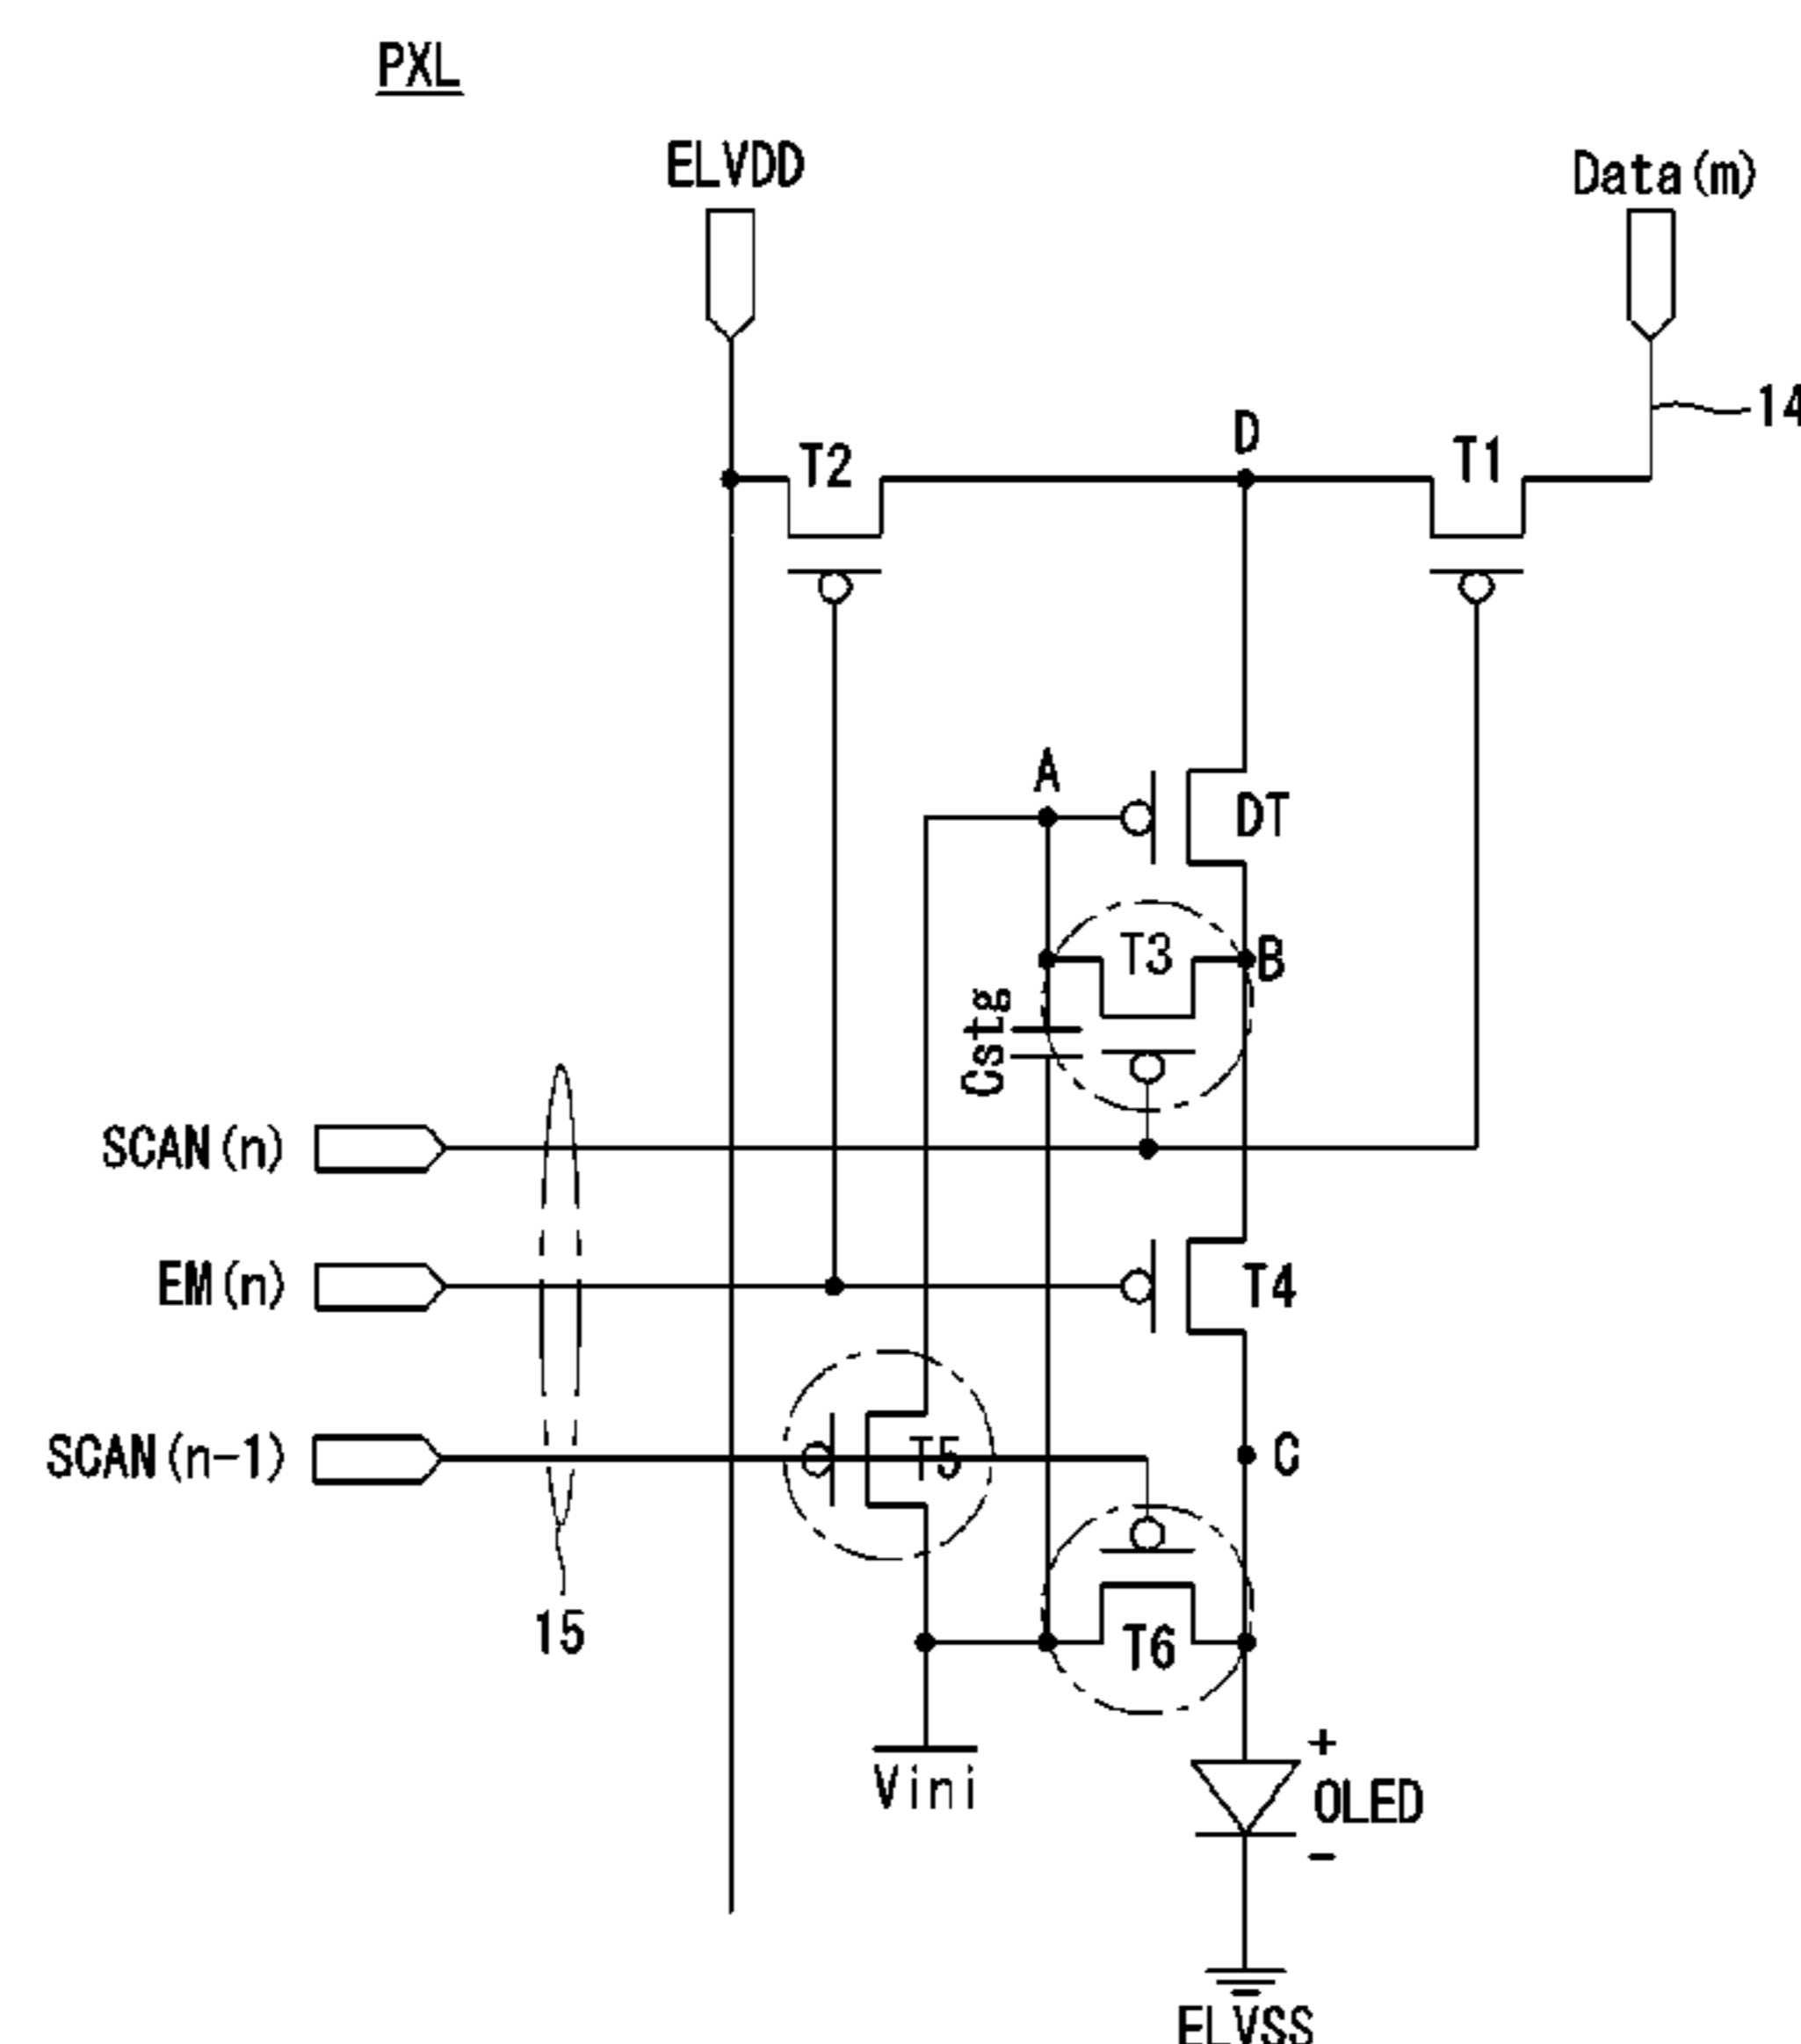 PXL
ELVDD
Data(m)
14
D
T2
T1
A
DT
T3
B
Cstg
SCAN(n)
EM(n)
T4
SCAN(n-1)
T5
C
15
T6
+
Vini
OLED
-
ELVSS